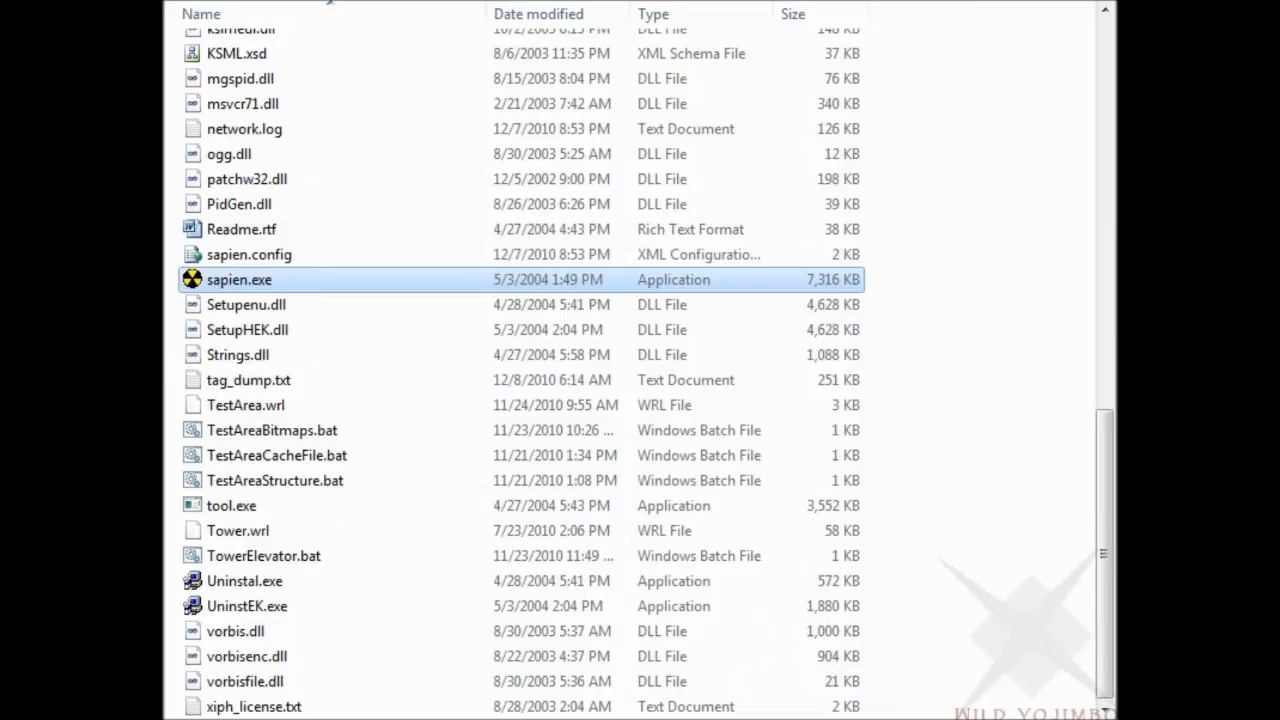 Name Date modified Type Size
ksimeui.dll 10/2/2003 6:15 PM DLL File 148 KB
KSML.xsd 8/6/2003 11:35 PM XML Schema File 37 KB
mgspid.dll 8/15/2003 8:04 PM DLL File 76 KB
msvcr71.dll 2/21/2003 7:42 AM DLL File 340 KB
network.log 12/7/2010 8:53 PM Text Document 126 KB
ogg.dll 8/30/2003 5:25 AM DLL File 12 KB
patchw32.dll 12/5/2002 9:00 PM DLL File 198 KB
PidGen.dll 8/26/2003 6:26 PM DLL File 39 KB
Readme.rtf 4/27/2004 4:43 PM Rich Text Format 38 KB
sapien.config 12/7/2010 8:53 PM XML Configuratio... 2 KB
sapien.exe 5/3/2004 1:49 PM Application 7,316 KB
Setupenu.dll 4/28/2004 5:41 PM DLL File 4,628 KB
SetupHEK.dll 5/3/2004 2:04 PM DLL File 4,628 KB
Strings.dll 4/27/2004 5:58 PM DLL File 1,088 KB
tag_dump.txt 12/8/2010 6:14 AM Text Document 251 KB
TestArea.wrl 11/24/2010 9:55 AM WRL File 3 KB
TestAreaBitmaps.bat 11/23/2010 10:26 ... Windows Batch File 1 KB
TestAreaCacheFile.bat 11/21/2010 1:34 PM Windows Batch File 1 KB
TestAreaStructure.bat 11/21/2010 1:08 PM Windows Batch File 1 KB
tool.exe 4/27/2004 5:43 PM Application 3,552 KB
Tower.wrl 7/23/2010 2:06 PM WRL File 58 KB
TowerElevator.bat 11/23/2010 11:49 ... Windows Batch File 1 KB
Uninstal.exe 4/28/2004 5:41 PM Application 572 KB
UninstEK.exe 5/3/2004 2:04 PM Application 1,880 KB
vorbis.dll 8/30/2003 5:37 AM DLL File 1,000 KB
vorbisenc.dll 8/22/2003 4:37 PM DLL File 904 KB
vorbisfile.dll 8/30/2003 5:36 AM DLL File 21 KB
xiph_license.txt 8/28/2003 2:04 AM Text Document 2 KB
WILD YOJIMBO